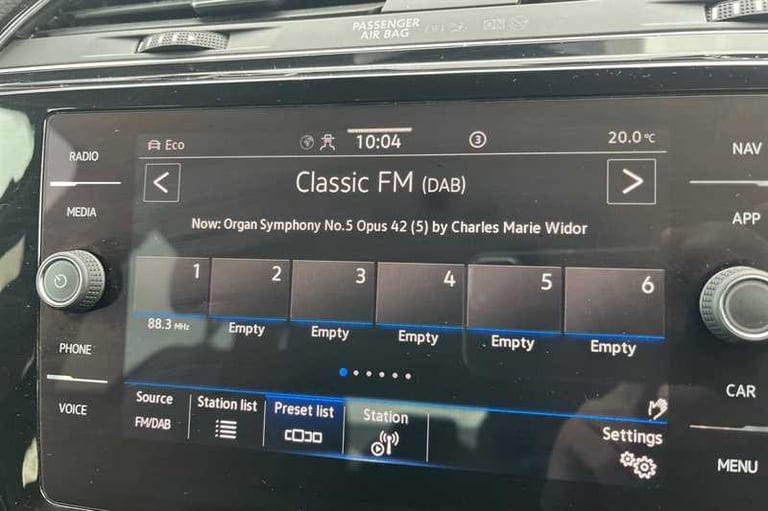 PASSENGER
AIR BAG
OFF
ON
RADIO
MEDIA
PHONE
VOICE
Eco
10:04
3
20.0 °C
<
Classic FM (DAB)
>
Now: Organ Symphony No.5 Opus 42 (5) by Charles Marie Widor
1 2 3 4 5 6
88.3 MHz Empty Empty Empty Empty Empty
Source
FM/DAB
Station list
Preset list
Station
Settings
NAV
APP
CAR
MENU